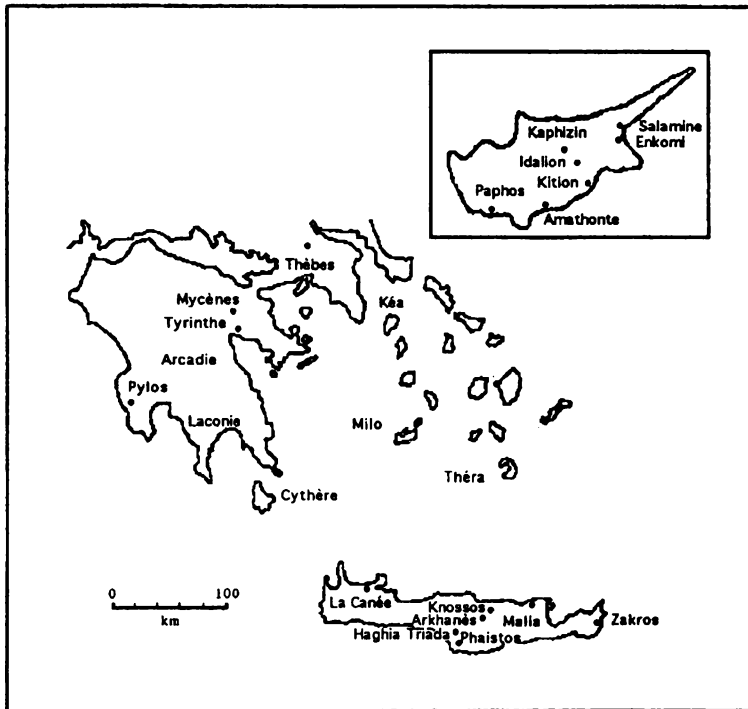 Kaphizin
Salamine
Enkomi
Idalion
Kition
Paphos
Amathonte
Thèbes
Mycènes
Kéa
Tyrinthe
Arcadie
Pylos
Laconie
Milo
Théra
Cythère
0 100
km
La Canée
Knossos
Arkhanès
Malia
Zakros
Haghia Triada
Phaistos